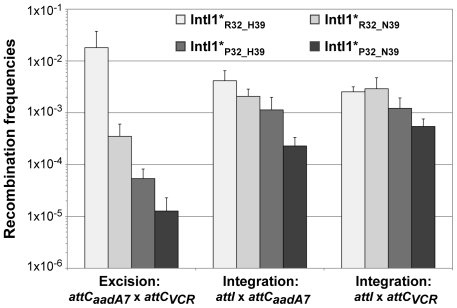 1x10-1
1x10-2
1x10-3
1x10-4
1x10-5
1x10-6
Recombination frequencies
IntI1*R32_H39
IntI1*R32_N39
IntI1*P32_H39
IntI1*P32_N39
Excision:
attCaadA7 x attCVCR
Integration:
attI x attCaadA7
Integration:
attI x attCVCR